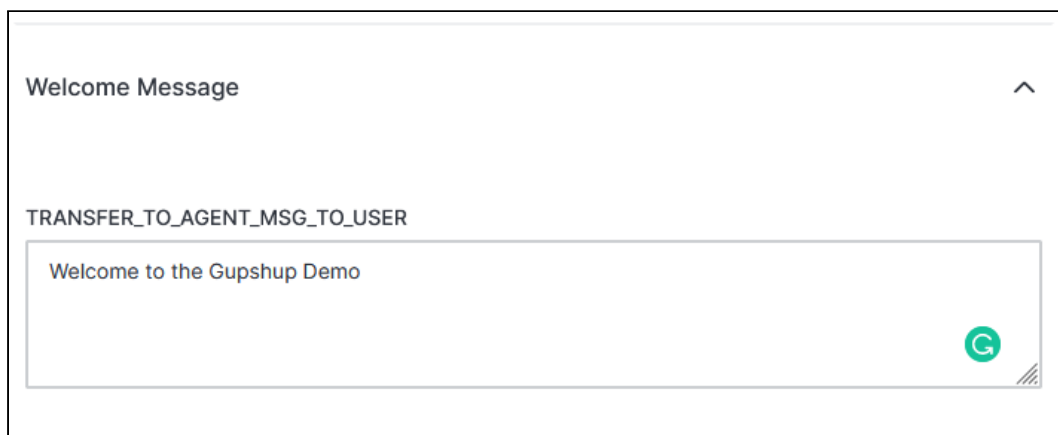 Welcome Message
TRANSFER_TO_AGENT_MSG_TO_USER
Welcome to the Gupshup Demo